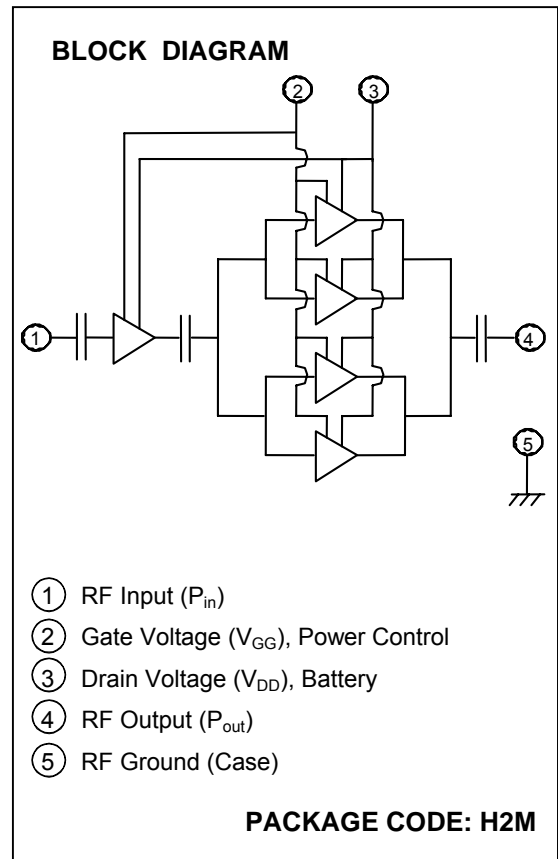 BLOCK DIAGRAM
2 3
1 4
5
1 RF Input (Pin)
2 Gate Voltage (VGG), Power Control
3 Drain Voltage (VDD), Battery
4 RF Output (Pout)
5 RF Ground (Case)
PACKAGE CODE: H2M